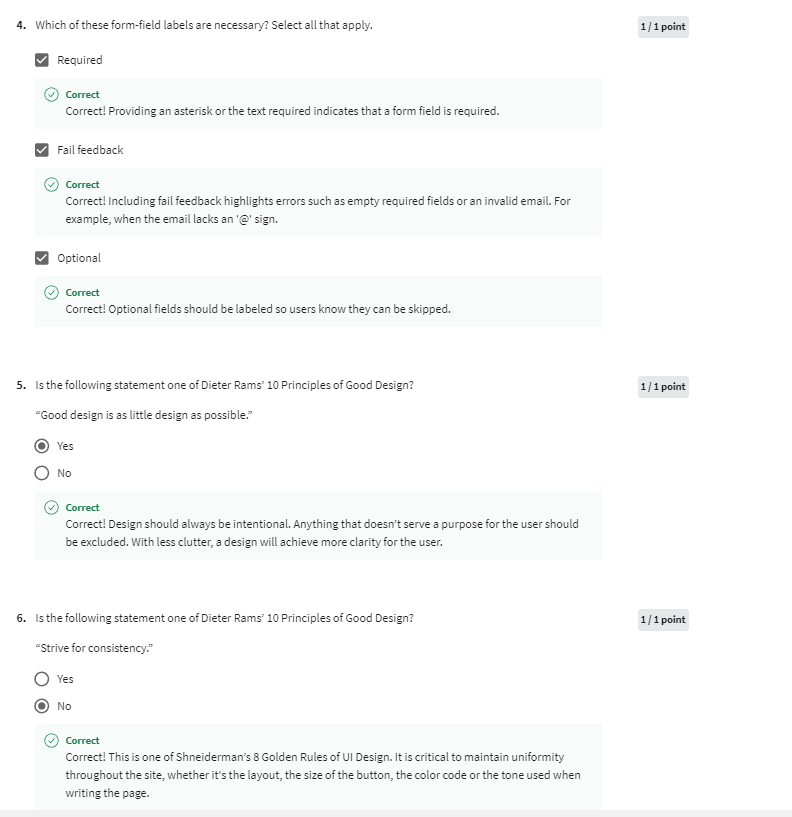 4. Which of these form-field labels are necessary? Select all that apply.
1 / 1 point
Required
Correct
Correct! Providing an asterisk or the text required indicates that a form field is required.
Fail feedback
Correct
Correct! Including fail feedback highlights errors such as empty required fields or an invalid email. For
example, when the email lacks an '@' sign.
Optional
Correct
Correct! Optional fields should be labeled so users know they can be skipped.
5. Is the following statement one of Dieter Rams' 10 Principles of Good Design?
1 / 1 point
“Good design is as little design as possible.”
Yes
No
Correct
Correct! Design should always be intentional. Anything that doesn't serve a purpose for the user should
be excluded. With less clutter, a design will achieve more clarity for the user.
6. Is the following statement one of Dieter Rams' 10 Principles of Good Design?
1 / 1 point
“Strive for consistency.”
Yes
No
Correct
Correct! This is one of Shneiderman's 8 Golden Rules of UI Design. It is critical to maintain uniformity
throughout the site, whether it's the layout, the size of the button, the color code or the tone used when
writing the page.